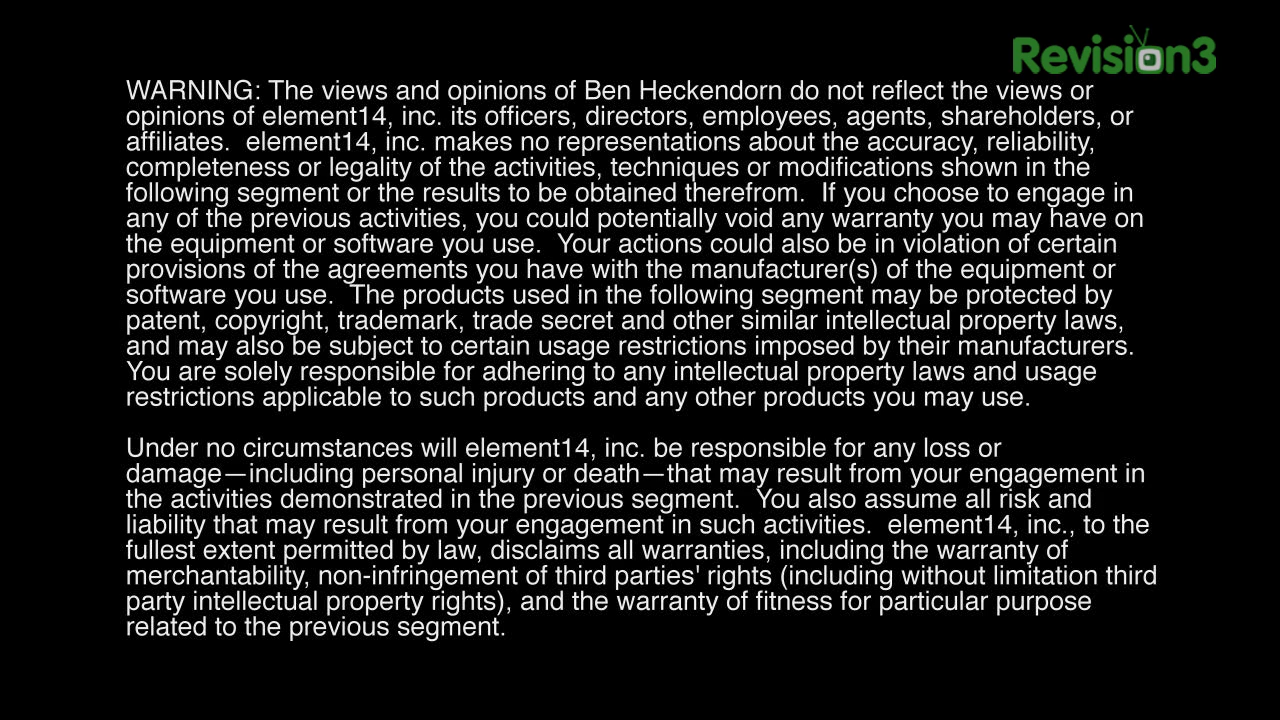 Revision3
WARNING: The views and opinions of Ben Heckendorn do not reflect the views or
opinions of element14, inc. its officers, directors, employees, agents, shareholders, or
affiliates.  element14, inc. makes no representations about the accuracy, reliability,
completeness or legality of the activities, techniques or modifications shown in the
following segment or the results to be obtained therefrom.  If you choose to engage in
any of the previous activities, you could potentially void any warranty you may have on
the equipment or software you use.  Your actions could also be in violation of certain
provisions of the agreements you have with the manufacturer(s) of the equipment or
software you use.  The products used in the following segment may be protected by
patent, copyright, trademark, trade secret and other similar intellectual property laws,
and may also be subject to certain usage restrictions imposed by their manufacturers.
You are solely responsible for adhering to any intellectual property laws and usage
restrictions applicable to such products and any other products you may use.
Under no circumstances will element14, inc. be responsible for any loss or
damage—including personal injury or death—that may result from your engagement in
the activities demonstrated in the previous segment.  You also assume all risk and
liability that may result from your engagement in such activities.  element14, inc., to the
fullest extent permitted by law, disclaims all warranties, including the warranty of
merchantability, non-infringement of third parties' rights (including without limitation third
party intellectual property rights), and the warranty of fitness for particular purpose
related to the previous segment.